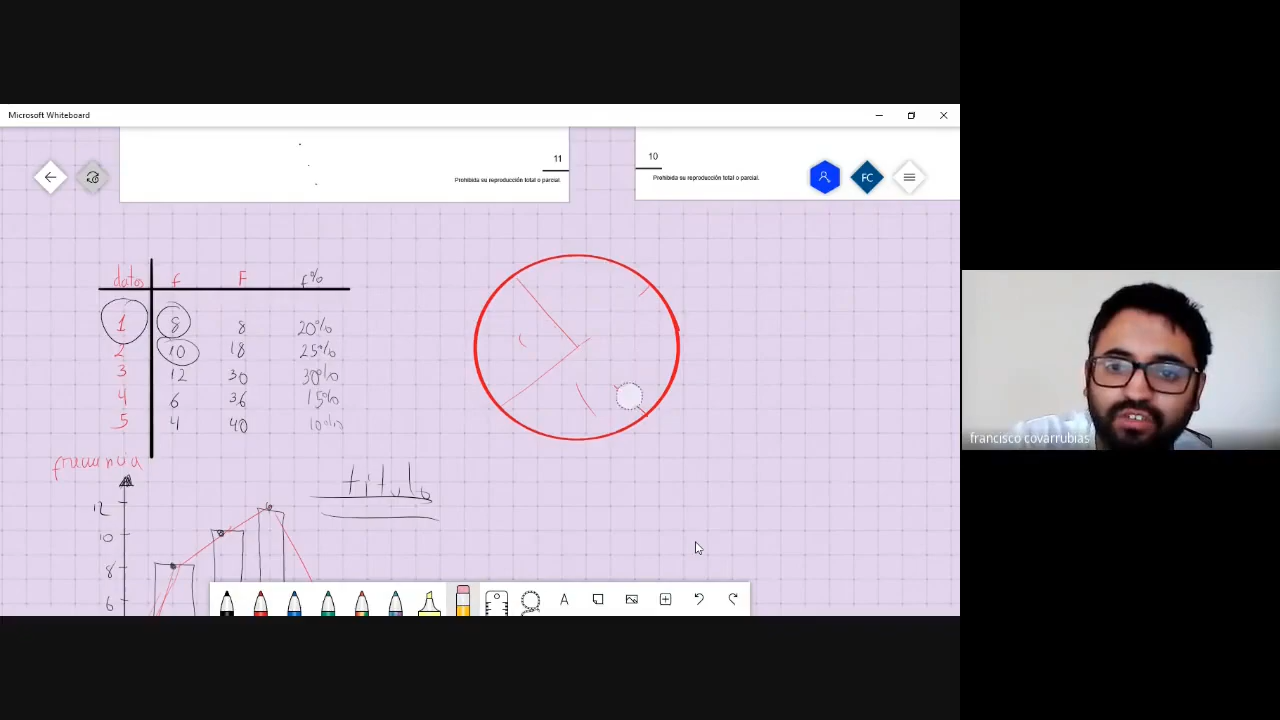 Microsoft Whiteboard
11
Prohibida su reproducción total o parcial.
10
Prohibida su reproducción total o parcial.
FC
datos f F f%
1 8 8 20%
2 10 18 25%
3 12 30 30%
4 6 36 15%
5 4 40 10%
frecuencia
titulo
12
10
8
6
A
francisco covarrubias